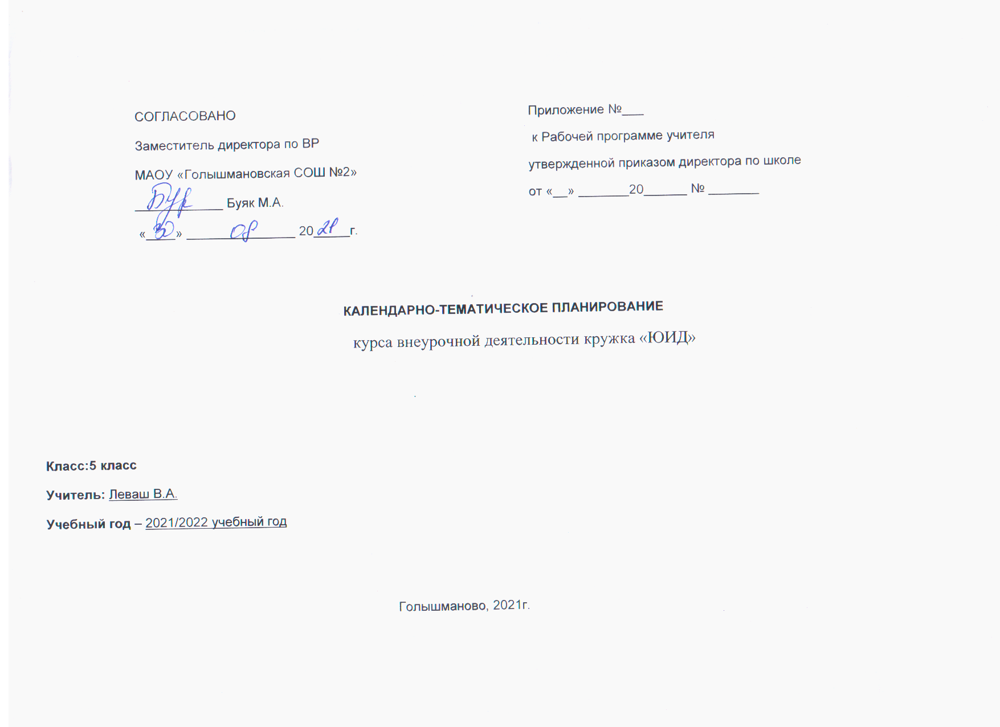 СОГЛАСОВАНО
Заместитель директора по ВР
МАОУ «Голышмановская СОШ №2»
____________ Буяк М.А.
«30» 08 2021 г.
Приложение №___
к Рабочей программе учителя
утвержденной приказом директора по школе
от «__» _______20______ № _______
КАЛЕНДАРНО-ТЕМАТИЧЕСКОЕ ПЛАНИРОВАНИЕ
курса внеурочной деятельности кружка «ЮИД»
Класс:5 класс
Учитель: Леваш В.А.
Учебный год – 2021/2022 учебный год
Голышманово, 2021г.